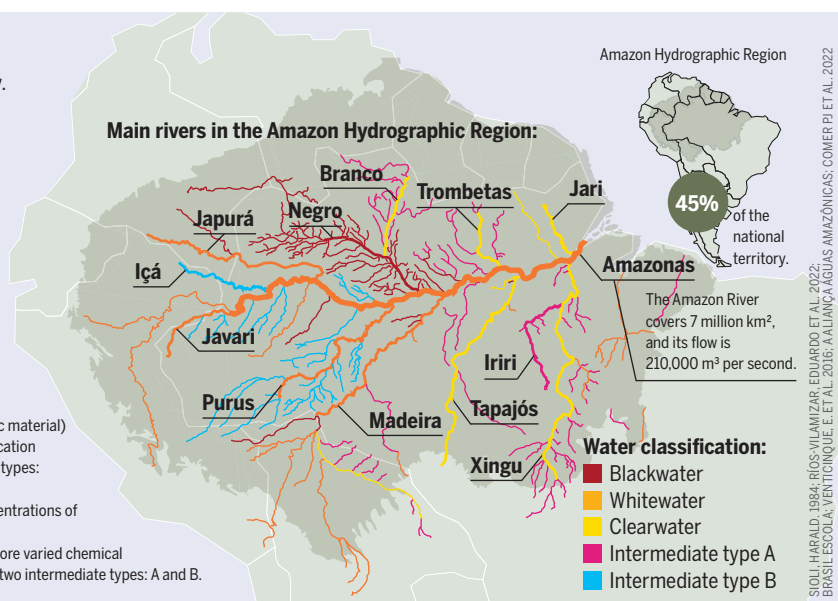 y.
Main rivers in the Amazon Hydrographic Region:
Amazon Hydrographic Region
45%
of the
national
territory.
Branco
Trombetas
Jari
Japurá
Negro
Içá
Amazonas
The Amazon River
covers 7 million km²,
and its flow is
210,000 m³ per second.
Javari
Iriri
Purus
Madeira
Tapajós
Xingu
c material)
cation
types:
entrations of
ore varied chemical
two intermediate types: A and B.
Water classification:
Blackwater
Whitewater
Clearwater
Intermediate type A
Intermediate type B
SIOLI, HARALD. 1984; RÍOS-VILLAMIZAR, EDUARDO ET AL. 2022;
BRASIL ESCOLA; VENTICINQUE, E. ET AL. 2016; A ALIANÇA ÁGUAS AMAZÔNICAS; COMER PJ ET AL. 2022